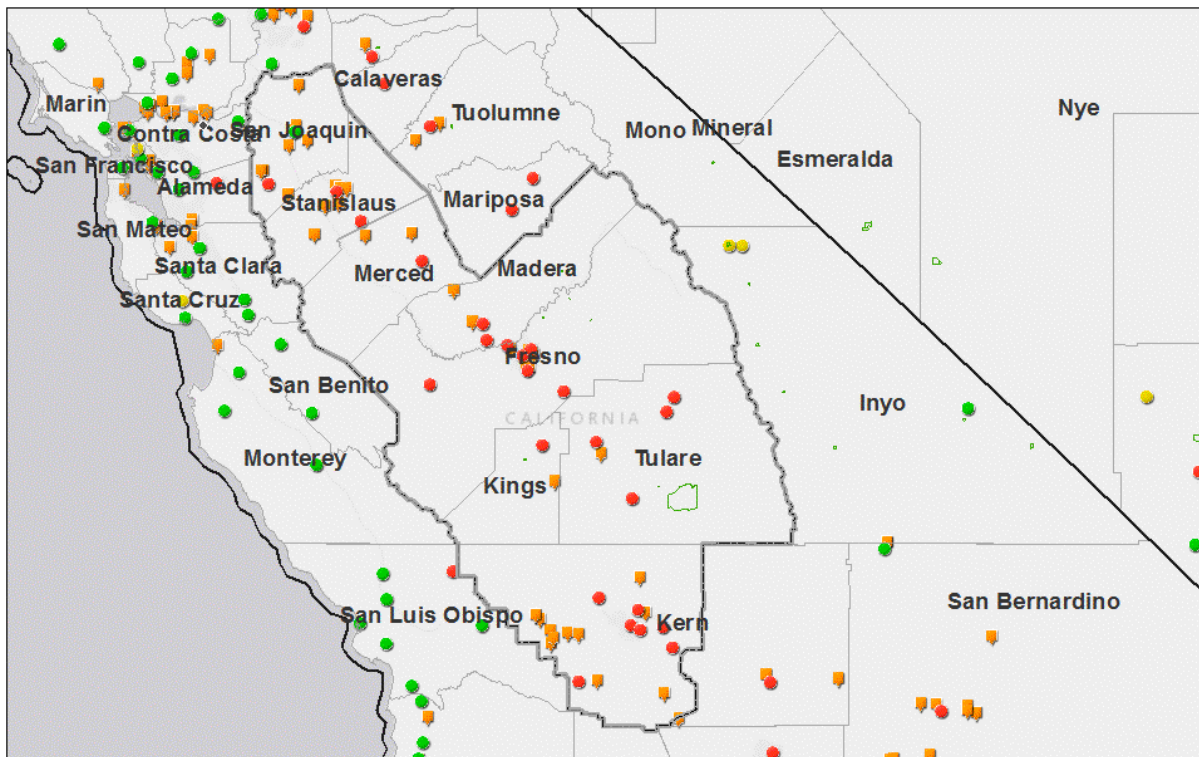 Nye
Marin
Calaveras
Tuolumne
Mono
Mineral
Contra Costa
San Joaquin
Esmeralda
San Francisco
Alameda
Mariposa
Stanislaus
San Mateo
Santa Clara
Merced
Madera
Santa Cruz
Fresno
San Benito
Inyo
CALIFORNIA
Monterey
Tulare
Kings
San Bernardino
San Luis Obispo
Kern